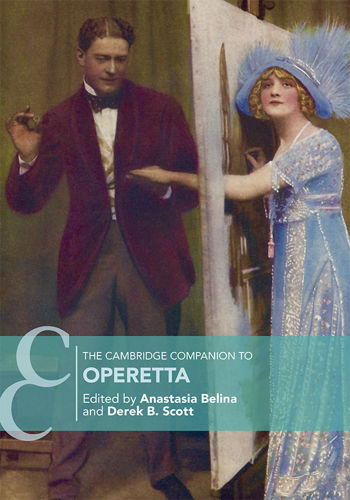 THE CAMBRIDGE COMPANION TO
OPERETTA
Edited by Anastasia Belina
and Derek B. Scott